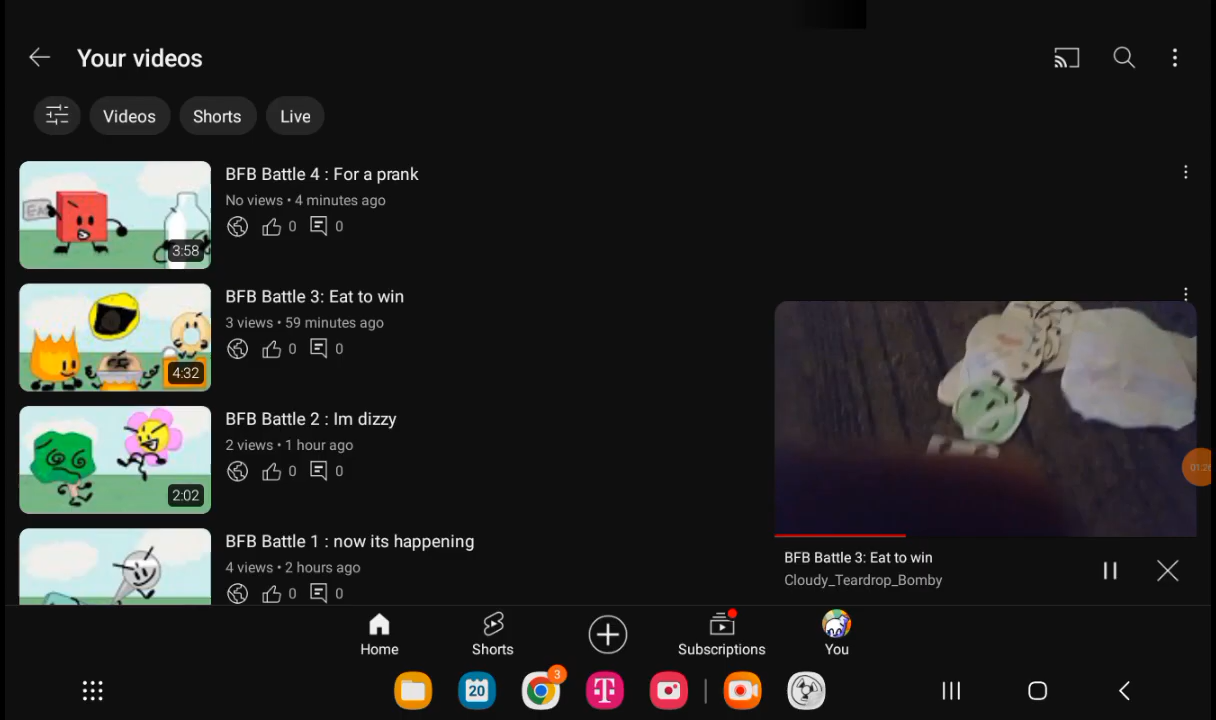 Your videos
Videos
Shorts
Live
BFB Battle 4 : For a prank
No views • 4 minutes ago
0
0
3:58
BFB Battle 3: Eat to win
3 views • 59 minutes ago
0
0
4:32
BFB Battle 2 : Im dizzy
2 views • 1 hour ago
0
0
2:02
BFB Battle 1 : now its happening
4 views • 2 hours ago
0
0
BFB Battle 3: Eat to win
Cloudy_Teardrop_Bomby
Home
Shorts
Subscriptions
You
20
3
T